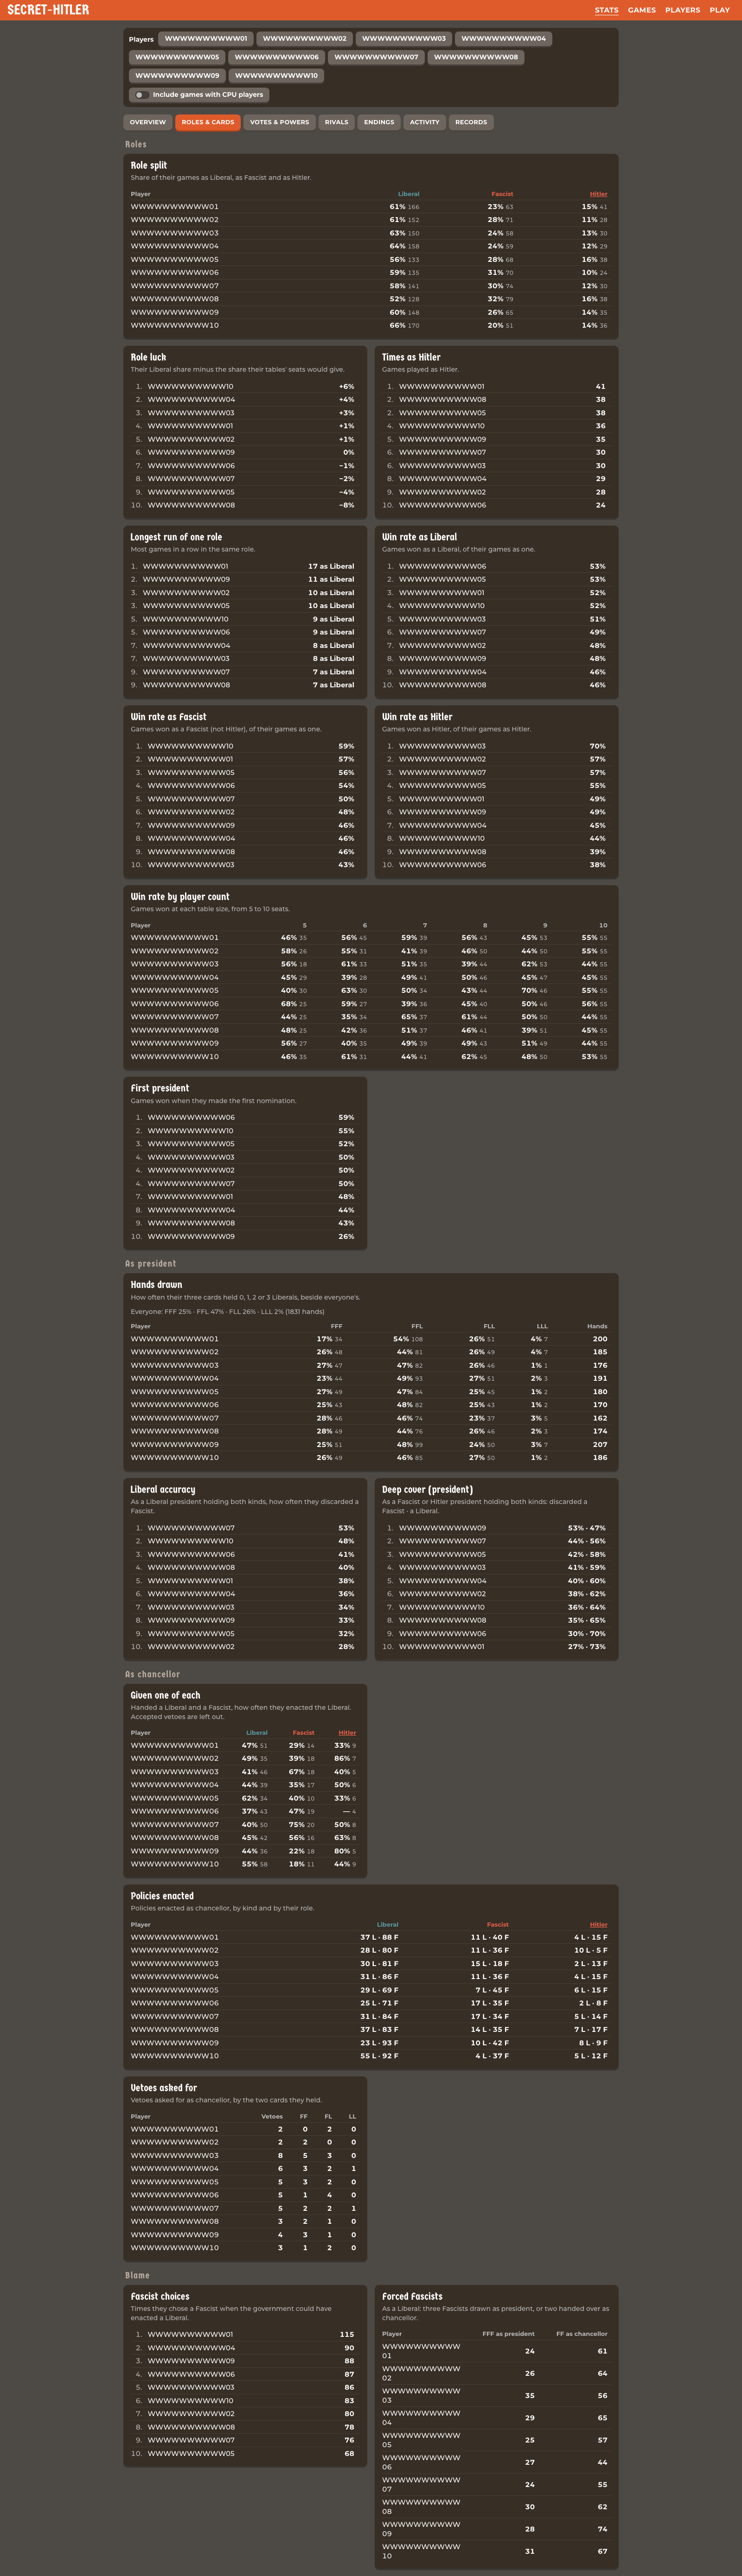 SECRET-HITLER STATS GAMES PLAYERS PLAY
Players WWWWWWWWWW01 WWWWWWWWWW02 WWWWWWWWWW03 WWWWWWWWWW04
WWWWWWWWWW05 WWWWWWWWWW06 WWWWWWWWWW07 WWWWWWWWWW08
WWWWWWWWWW09 WWWWWWWWWW10
Include games with CPU players
OVERVIEW ROLES & CARDS VOTES & POWERS RIVALS ENDINGS ACTIVITY RECORDS
Roles
Role split
Share of their games as Liberal, as Fascist and as Hitler.
Player Liberal Fascist Hitler
WWWWWWWWWW01 61% 166 23% 63 15% 41
WWWWWWWWWW02 61% 152 28% 71 11% 28
WWWWWWWWWW03 63% 150 24% 58 13% 30
WWWWWWWWWW04 64% 158 24% 59 12% 29
WWWWWWWWWW05 56% 133 28% 68 16% 38
WWWWWWWWWW06 59% 135 31% 70 10% 24
WWWWWWWWWW07 58% 141 30% 74 12% 30
WWWWWWWWWW08 52% 128 32% 79 16% 38
WWWWWWWWWW09 60% 148 26% 65 14% 35
WWWWWWWWWW10 66% 170 20% 51 14% 36
Role luck
Their Liberal share minus the share their tables' seats would give.
1. WWWWWWWWWW10 +6%
2. WWWWWWWWWW04 +4%
3. WWWWWWWWWW03 +3%
4. WWWWWWWWWW01 +1%
5. WWWWWWWWWW02 +1%
6. WWWWWWWWWW09 0%
7. WWWWWWWWWW06 −1%
8. WWWWWWWWWW07 −2%
9. WWWWWWWWWW05 −4%
10. WWWWWWWWWW08 −8%
Times as Hitler
Games played as Hitler.
1. WWWWWWWWWW01 41
2. WWWWWWWWWW08 38
2. WWWWWWWWWW05 38
4. WWWWWWWWWW10 36
5. WWWWWWWWWW09 35
6. WWWWWWWWWW07 30
6. WWWWWWWWWW03 30
8. WWWWWWWWWW04 29
9. WWWWWWWWWW02 28
10. WWWWWWWWWW06 24
Longest run of one role
Most games in a row in the same role.
1. WWWWWWWWWW01 17 as Liberal
2. WWWWWWWWWW09 11 as Liberal
3. WWWWWWWWWW02 10 as Liberal
3. WWWWWWWWWW05 10 as Liberal
5. WWWWWWWWWW10 9 as Liberal
5. WWWWWWWWWW06 9 as Liberal
7. WWWWWWWWWW04 8 as Liberal
7. WWWWWWWWWW03 8 as Liberal
9. WWWWWWWWWW07 7 as Liberal
9. WWWWWWWWWW08 7 as Liberal
Win rate as Liberal
Games won as a Liberal, of their games as one.
1. WWWWWWWWWW06 53%
2. WWWWWWWWWW05 53%
3. WWWWWWWWWW01 52%
4. WWWWWWWWWW10 52%
5. WWWWWWWWWW03 51%
6. WWWWWWWWWW07 49%
7. WWWWWWWWWW02 48%
8. WWWWWWWWWW09 48%
9. WWWWWWWWWW04 46%
10. WWWWWWWWWW08 46%
Win rate as Fascist
Games won as a Fascist (not Hitler), of their games as one.
1. WWWWWWWWWW10 59%
2. WWWWWWWWWW01 57%
3. WWWWWWWWWW05 56%
4. WWWWWWWWWW06 54%
5. WWWWWWWWWW07 50%
6. WWWWWWWWWW02 48%
7. WWWWWWWWWW09 46%
8. WWWWWWWWWW04 46%
9. WWWWWWWWWW08 46%
10. WWWWWWWWWW03 43%
Win rate as Hitler
Games won as Hitler, of their games as Hitler.
1. WWWWWWWWWW03 70%
2. WWWWWWWWWW02 57%
3. WWWWWWWWWW07 57%
4. WWWWWWWWWW05 55%
5. WWWWWWWWWW01 49%
6. WWWWWWWWWW09 49%
7. WWWWWWWWWW04 45%
8. WWWWWWWWWW10 44%
9. WWWWWWWWWW08 39%
10. WWWWWWWWWW06 38%
Win rate by player count
Games won at each table size, from 5 to 10 seats.
Player 5 6 7 8 9 10
WWWWWWWWWW01 46% 35 56% 45 59% 39 56% 43 45% 53 55% 55
WWWWWWWWWW02 58% 26 55% 31 41% 39 46% 50 44% 50 55% 55
WWWWWWWWWW03 56% 18 61% 33 51% 35 39% 44 62% 53 44% 55
WWWWWWWWWW04 45% 29 39% 28 49% 41 50% 46 45% 47 45% 55
WWWWWWWWWW05 40% 30 63% 30 50% 34 43% 44 70% 46 55% 55
WWWWWWWWWW06 68% 25 59% 27 39% 36 45% 40 50% 46 56% 55
WWWWWWWWWW07 44% 25 35% 34 65% 37 61% 44 50% 50 44% 55
WWWWWWWWWW08 48% 25 42% 36 51% 37 46% 41 39% 51 45% 55
WWWWWWWWWW09 56% 27 40% 35 49% 39 49% 43 51% 49 44% 55
WWWWWWWWWW10 46% 35 61% 31 44% 41 62% 45 48% 50 53% 55
First president
Games won when they made the first nomination.
1. WWWWWWWWWW06 59%
2. WWWWWWWWWW10 55%
3. WWWWWWWWWW05 52%
4. WWWWWWWWWW03 50%
4. WWWWWWWWWW02 50%
4. WWWWWWWWWW07 50%
7. WWWWWWWWWW01 48%
8. WWWWWWWWWW04 44%
9. WWWWWWWWWW08 43%
10. WWWWWWWWWW09 26%
As president
Hands drawn
How often their three cards held 0, 1, 2 or 3 Liberals, beside everyone's.
Everyone: FFF 25% · FFL 47% · FLL 26% · LLL 2% (1831 hands)
Player FFF FFL FLL LLL Hands
WWWWWWWWWW01 17% 34 54% 108 26% 51 4% 7 200
WWWWWWWWWW02 26% 48 44% 81 26% 49 4% 7 185
WWWWWWWWWW03 27% 47 47% 82 26% 46 1% 1 176
WWWWWWWWWW04 23% 44 49% 93 27% 51 2% 3 191
WWWWWWWWWW05 27% 49 47% 84 25% 45 1% 2 180
WWWWWWWWWW06 25% 43 48% 82 25% 43 1% 2 170
WWWWWWWWWW07 28% 46 46% 74 23% 37 3% 5 162
WWWWWWWWWW08 28% 49 44% 76 26% 46 2% 3 174
WWWWWWWWWW09 25% 51 48% 99 24% 50 3% 7 207
WWWWWWWWWW10 26% 49 46% 85 27% 50 1% 2 186
Liberal accuracy
As a Liberal president holding both kinds, how often they discarded a
Fascist.
1. WWWWWWWWWW07 53%
2. WWWWWWWWWW10 48%
3. WWWWWWWWWW06 41%
4. WWWWWWWWWW08 40%
5. WWWWWWWWWW01 38%
6. WWWWWWWWWW04 36%
7. WWWWWWWWWW03 34%
8. WWWWWWWWWW09 33%
9. WWWWWWWWWW05 32%
10. WWWWWWWWWW02 28%
Deep cover (president)
As a Fascist or Hitler president holding both kinds: discarded a
Fascist · a Liberal.
1. WWWWWWWWWW09 53% · 47%
2. WWWWWWWWWW07 44% · 56%
3. WWWWWWWWWW05 42% · 58%
4. WWWWWWWWWW03 41% · 59%
5. WWWWWWWWWW04 40% · 60%
6. WWWWWWWWWW02 38% · 62%
7. WWWWWWWWWW10 36% · 64%
8. WWWWWWWWWW08 35% · 65%
9. WWWWWWWWWW06 30% · 70%
10. WWWWWWWWWW01 27% · 73%
As chancellor
Given one of each
Handed a Liberal and a Fascist, how often they enacted the Liberal.
Accepted vetoes are left out.
Player Liberal Fascist Hitler
WWWWWWWWWW01 47% 51 29% 14 33% 9
WWWWWWWWWW02 49% 35 39% 18 86% 7
WWWWWWWWWW03 41% 46 67% 18 40% 5
WWWWWWWWWW04 44% 39 35% 17 50% 6
WWWWWWWWWW05 62% 34 40% 10 33% 6
WWWWWWWWWW06 37% 43 47% 19 — 4
WWWWWWWWWW07 40% 50 75% 20 50% 8
WWWWWWWWWW08 45% 42 56% 16 63% 8
WWWWWWWWWW09 44% 36 22% 18 80% 5
WWWWWWWWWW10 55% 58 18% 11 44% 9
Policies enacted
Policies enacted as chancellor, by kind and by their role.
Player Liberal Fascist Hitler
WWWWWWWWWW01 37 L · 88 F 11 L · 40 F 4 L · 15 F
WWWWWWWWWW02 28 L · 80 F 11 L · 36 F 10 L · 5 F
WWWWWWWWWW03 30 L · 81 F 15 L · 18 F 2 L · 13 F
WWWWWWWWWW04 31 L · 86 F 11 L · 36 F 4 L · 15 F
WWWWWWWWWW05 29 L · 69 F 7 L · 45 F 6 L · 15 F
WWWWWWWWWW06 25 L · 71 F 17 L · 35 F 2 L · 8 F
WWWWWWWWWW07 31 L · 84 F 17 L · 34 F 5 L · 14 F
WWWWWWWWWW08 37 L · 83 F 14 L · 35 F 7 L · 17 F
WWWWWWWWWW09 23 L · 93 F 10 L · 42 F 8 L · 9 F
WWWWWWWWWW10 55 L · 92 F 4 L · 37 F 5 L · 12 F
Vetoes asked for
Vetoes asked for as chancellor, by the two cards they held.
Player Vetoes FF FL LL
WWWWWWWWWW01 2 0 2 0
WWWWWWWWWW02 2 2 0 0
WWWWWWWWWW03 8 5 3 0
WWWWWWWWWW04 6 3 2 1
WWWWWWWWWW05 5 3 2 0
WWWWWWWWWW06 5 1 4 0
WWWWWWWWWW07 5 2 2 1
WWWWWWWWWW08 3 2 1 0
WWWWWWWWWW09 4 3 1 0
WWWWWWWWWW10 3 1 2 0
Blame
Fascist choices
Times they chose a Fascist when the government could have
enacted a Liberal.
1. WWWWWWWWWW01 115
2. WWWWWWWWWW04 90
3. WWWWWWWWWW09 88
4. WWWWWWWWWW06 87
5. WWWWWWWWWW03 86
6. WWWWWWWWWW10 83
7. WWWWWWWWWW02 80
8. WWWWWWWWWW08 78
9. WWWWWWWWWW07 76
10. WWWWWWWWWW05 68
Forced Fascists
As a Liberal: three Fascists drawn as president, or two handed over as
chancellor.
Player FFF as president FF as chancellor
WWWWWWWWWW
01 24 61
WWWWWWWWWW
02 26 64
WWWWWWWWWW
03 35 56
WWWWWWWWWW
04 29 65
WWWWWWWWWW
05 25 57
WWWWWWWWWW
06 27 44
WWWWWWWWWW
07 24 55
WWWWWWWWWW
08 30 62
WWWWWWWWWW
09 28 74
WWWWWWWWWW
10 31 67